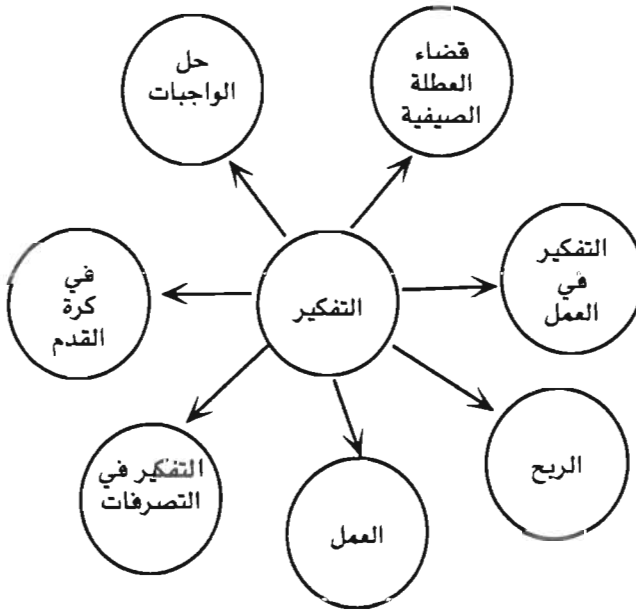 قضاء
العطلة
الصيفية
حل
الواجبات
التفكير
في
العمل
التفكير
في
كرة
القدم
الربح
العمل
التفكير في
التصرفات